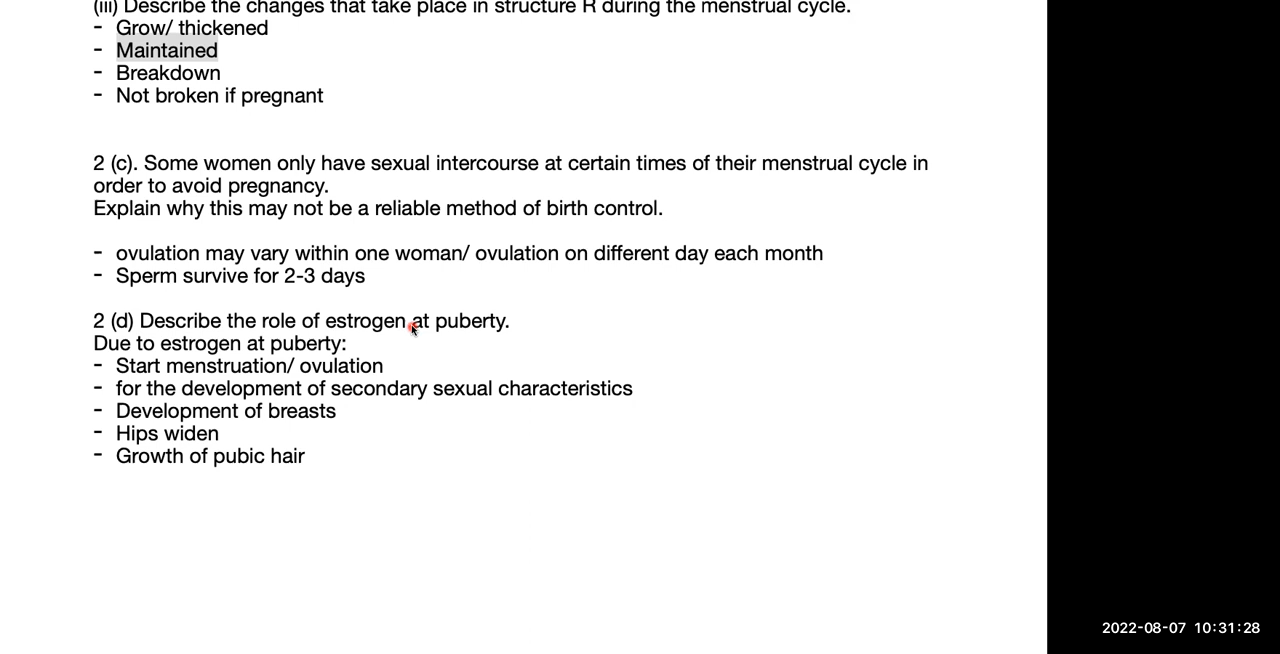 (iii) Describe the changes that take place in structure R during the menstrual cycle.
- Grow/ thickened
- Maintained
- Breakdown
- Not broken if pregnant
2 (c). Some women only have sexual intercourse at certain times of their menstrual cycle in
order to avoid pregnancy.
Explain why this may not be a reliable method of birth control.
- ovulation may vary within one woman/ ovulation on different day each month
- Sperm survive for 2-3 days
2 (d) Describe the role of estrogen at puberty.
Due to estrogen at puberty:
- Start menstruation/ ovulation
- for the development of secondary sexual characteristics
- Development of breasts
- Hips widen
- Growth of pubic hair
2022-08-07 10:31:28